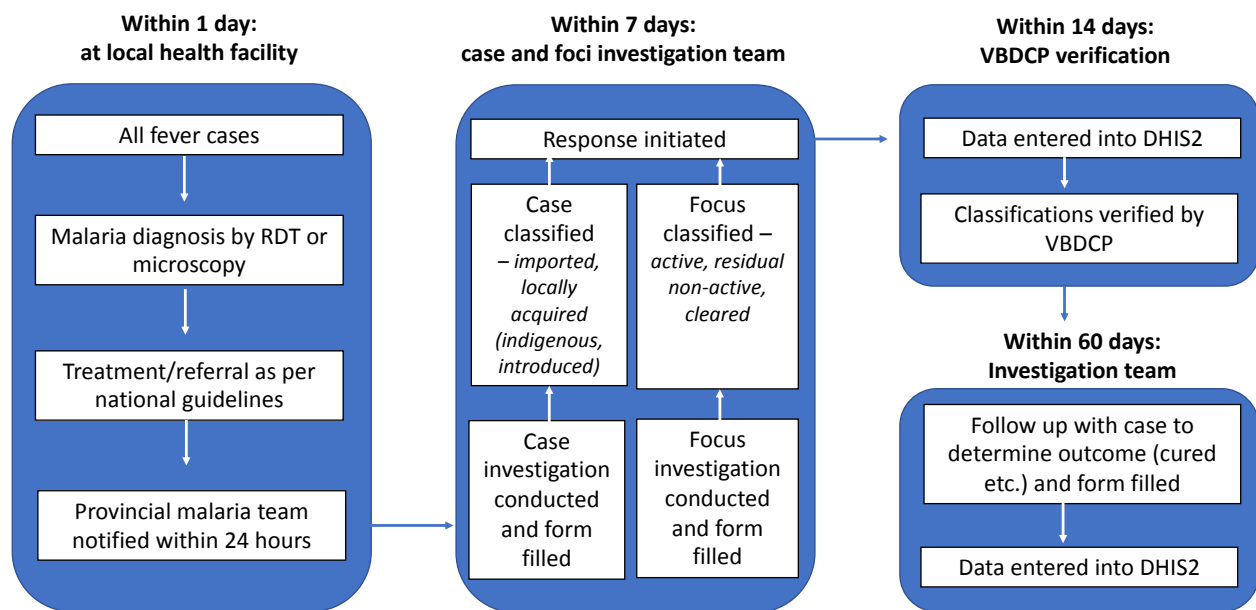 Within 1 day:
at local health facility
All fever cases
Malaria diagnosis by RDT or
microscopy
Treatment/referral as per
national guidelines
Provincial malaria team
notified within 24 hours
Within 7 days:
case and foci investigation team
Response initiated
Case
classified
– imported,
locally
acquired
(indigenous,
introduced)
Focus
classified –
active, residual
non-active,
cleared
Case
investigation
conducted
and form
filled
Focus
investigation
conducted
and form
filled
Within 14 days:
VBDCP verification
Data entered into DHIS2
Classifications verified by
VBDCP
Within 60 days:
Investigation team
Follow up with case to
determine outcome (cured
etc.) and form filled
Data entered into DHIS2